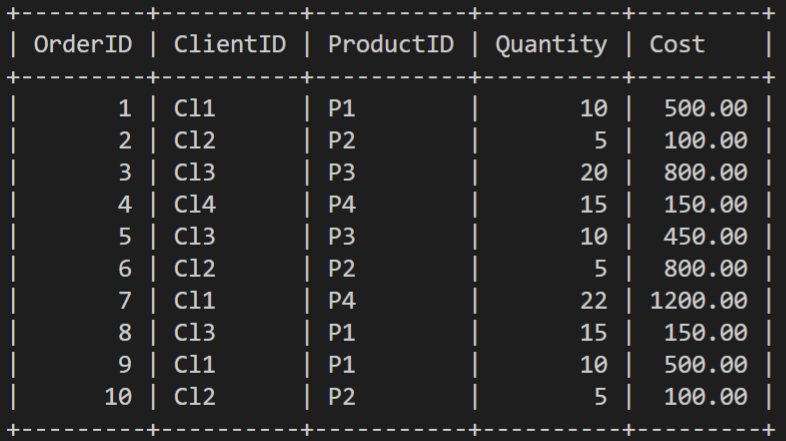 +---------+----------+-----------+----------+---------+
| OrderID | ClientID | ProductID | Quantity | Cost    |
+---------+----------+-----------+----------+---------+
|       1 | Cl1      | P1        |       10 |  500.00 |
|       2 | Cl2      | P2        |        5 |  100.00 |
|       3 | Cl3      | P3        |       20 |  800.00 |
|       4 | Cl4      | P4        |       15 |  150.00 |
|       5 | Cl3      | P3        |       10 |  450.00 |
|       6 | Cl2      | P2        |        5 |  800.00 |
|       7 | Cl1      | P4        |       22 | 1200.00 |
|       8 | Cl3      | P1        |       15 |  150.00 |
|       9 | Cl1      | P1        |       10 |  500.00 |
|      10 | Cl2      | P2        |        5 |  100.00 |
+---------+----------+-----------+----------+---------+